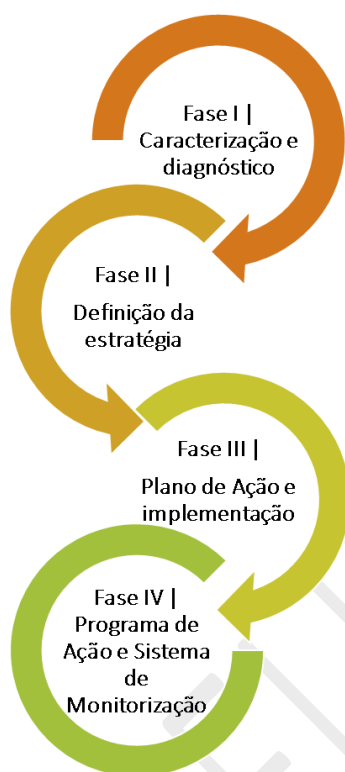 Fase I |
Caracterização e
diagnóstico
Fase II |
Definição da
estratégia
Fase III |
Plano de Ação e
implementação
Fase IV |
Programa de
Ação e Sistema
de
Monitorização